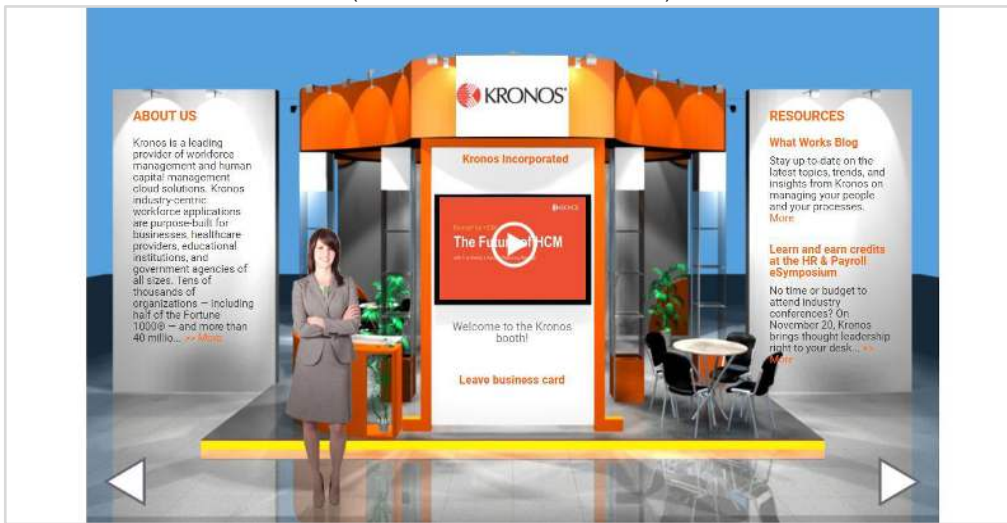 KRONOS
ABOUT US
Kronos is a leading
provider of workforce
management and human
capital management
cloud solutions. Kronos
industry-centric
workforce applications
are purpose-built for
businesses, healthcare
providers, educational
institutions, and
government agencies of
all sizes. Tens of
thousands of
organizations — including
half of the Fortune
1000® — and more than
40 millio... >> More
Kronos Incorporated
KRONOS
The Future of HCM
Welcome to the Kronos
booth!
Leave business card
RESOURCES
What Works Blog
Stay up-to-date on the
latest topics, trends, and
insights from Kronos on
managing your people
and your processes.
More
Learn and earn credits
at the HR & Payroll
eSymposium
No time or budget to
attend industry
conferences? On
November 20, Kronos
brings thought leadership
right to your desk... >>
More